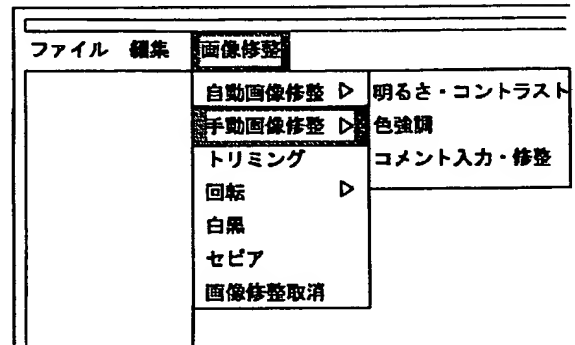 ファイル 編集 画像修整
自動画像修整 ▷ 明るさ・コントラスト
手動画像修整 ▷ 色強調
トリミング コメント入力・修整
回転 ▷
白黒
セピア
画像修整取消